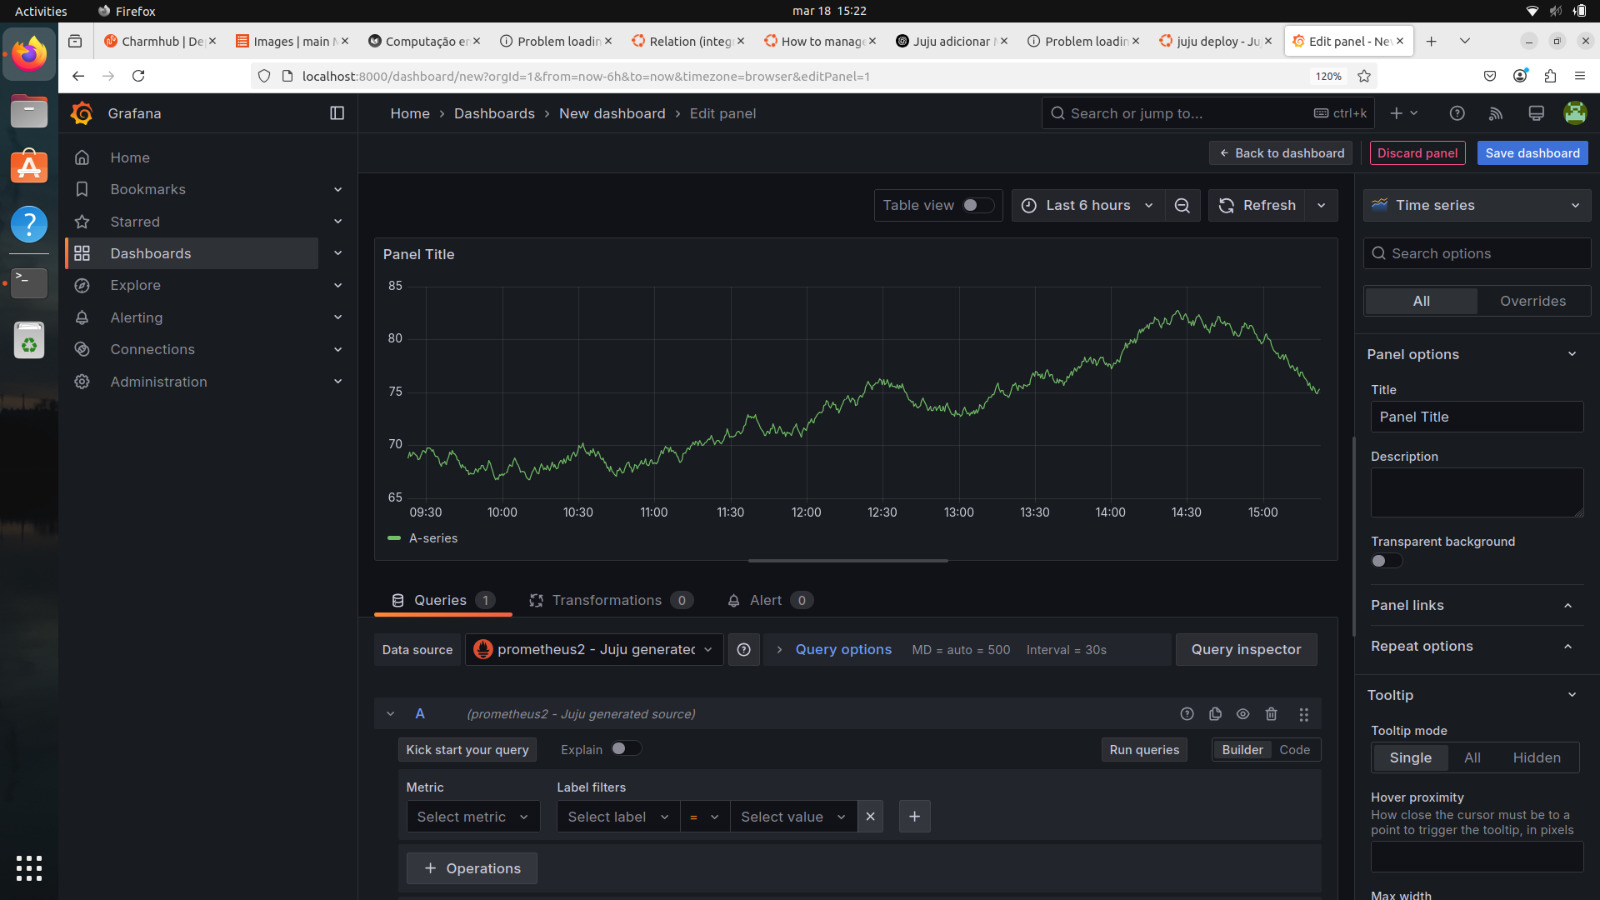 Activities
Firefox
mar 18 15:22
Charmhub | De
Images | main
Computação e
Problem loadin
Relation (integ
How to manag
Juju adicionar
Problem loadin
juju deploy - Ju
Edit panel - Ne
localhost:8000/dashboard/new?orgId=1&from=now-6h&to=now&timezone=browser&editPanel=1
120%
Grafana
Home › Dashboards › New dashboard › Edit panel
Search or jump to...
ctrl+k
Home
Bookmarks
Starred
Dashboards
Explore
Alerting
Connections
Administration
Back to dashboard
Discard panel
Save dashboard
Table view
Last 6 hours
Refresh
Panel Title
85
80
75
70
65
09:30 10:00 10:30 11:00 11:30 12:00 12:30 13:00 13:30 14:00 14:30 15:00
A-series
Queries 1
Transformations 0
Alert 0
Data source
prometheus2 - Juju generated
Query options
MD = auto = 500
Interval = 30s
Query inspector
A
(prometheus2 - Juju generated source)
Kick start your query
Explain
Run queries
Builder
Code
Metric
Label filters
Select metric
Select label
=
Select value
+ Operations
Time series
Search options
All
Overrides
Panel options
Title
Panel Title
Description
Transparent background
Panel links
Repeat options
Tooltip
Tooltip mode
Single
All
Hidden
Hover proximity
How close the cursor must be to a
point to trigger the tooltip, in pixels
Max width